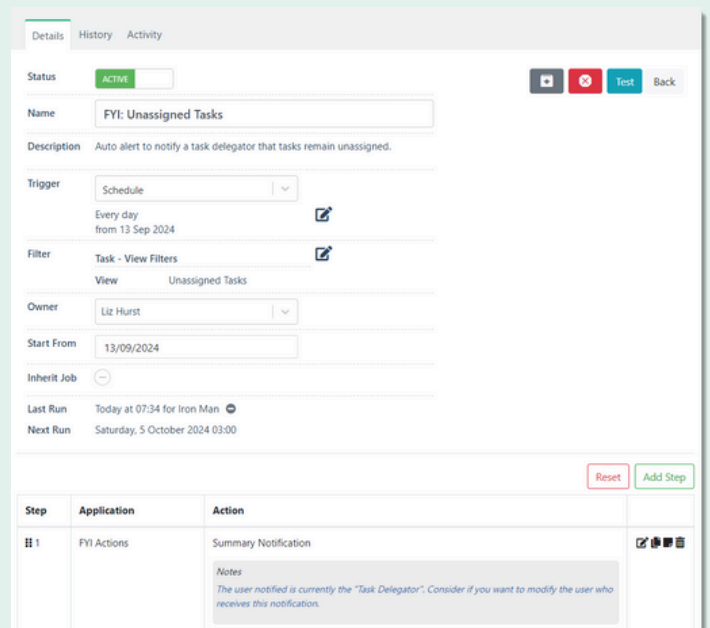 Details History Activity
Status ACTIVE
Test Back
Name FYI: Unassigned Tasks
Description Auto alert to notify a task delegator that tasks remain unassigned.
Trigger Schedule
Every day
from 13 Sep 2024
Filter Task - View Filters
View Unassigned Tasks
Owner Liz Hurst
Start From 13/09/2024
Inherit Job
Last Run Today at 07:34 for Iron Man
Next Run Saturday, 5 October 2024 03:00
Reset Add Step
Step Application Action
1 FYI Actions Summary Notification
Notes
The user notified is currently the "Task Delegator". Consider if you want to modify the user who
receives this notification.